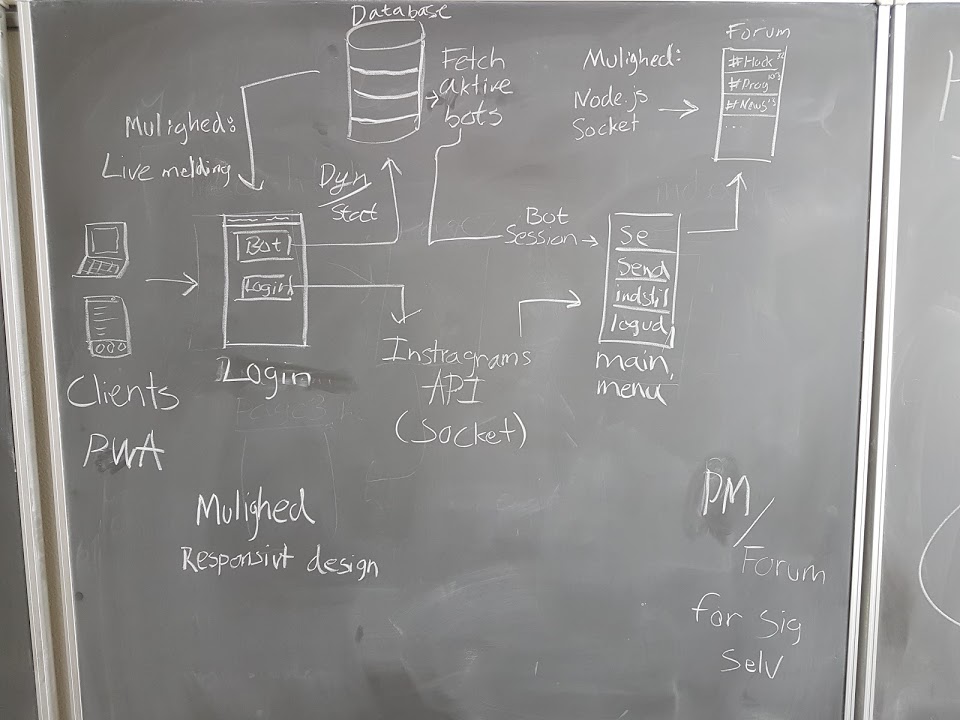 Database
Fetch
aktive
bots
Mulighed:
Node.js
Socket
Forum
#Hack
#Prog
#News
...
Mulighed:
Live melding
Dyn/
Start
Bot
Login
Login
Clients
PWA
Instragrams
API
(Socket)
Bot
Session
Se
Send
indstil
logud
main
menu
Mulighed
Responsivt design
PM/
Forum
for sig
selv